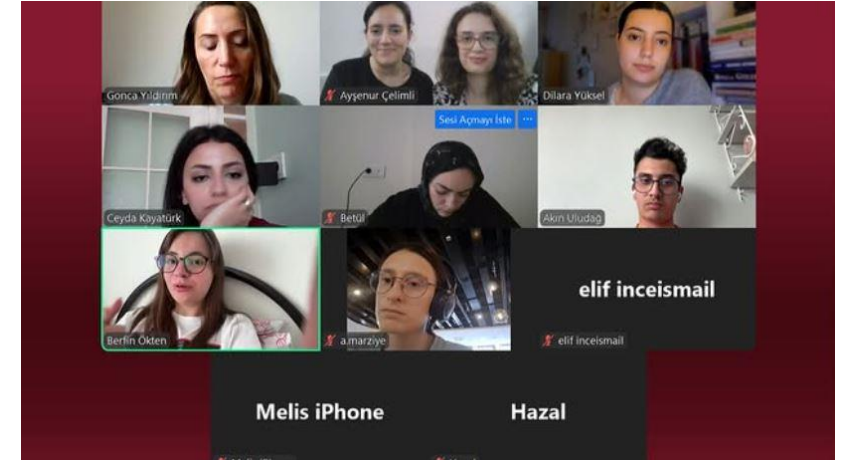 Gonca Yıldırım
Ayşenur Çelimli
Dilara Yüksel
Sesi Açmayı İste ...
Ceyda Kayatürk
Betül
Akın Uludağ
Berfin Ökten
a.marziye
elif inceismail
elif inceismail
Melis iPhone
Hazal